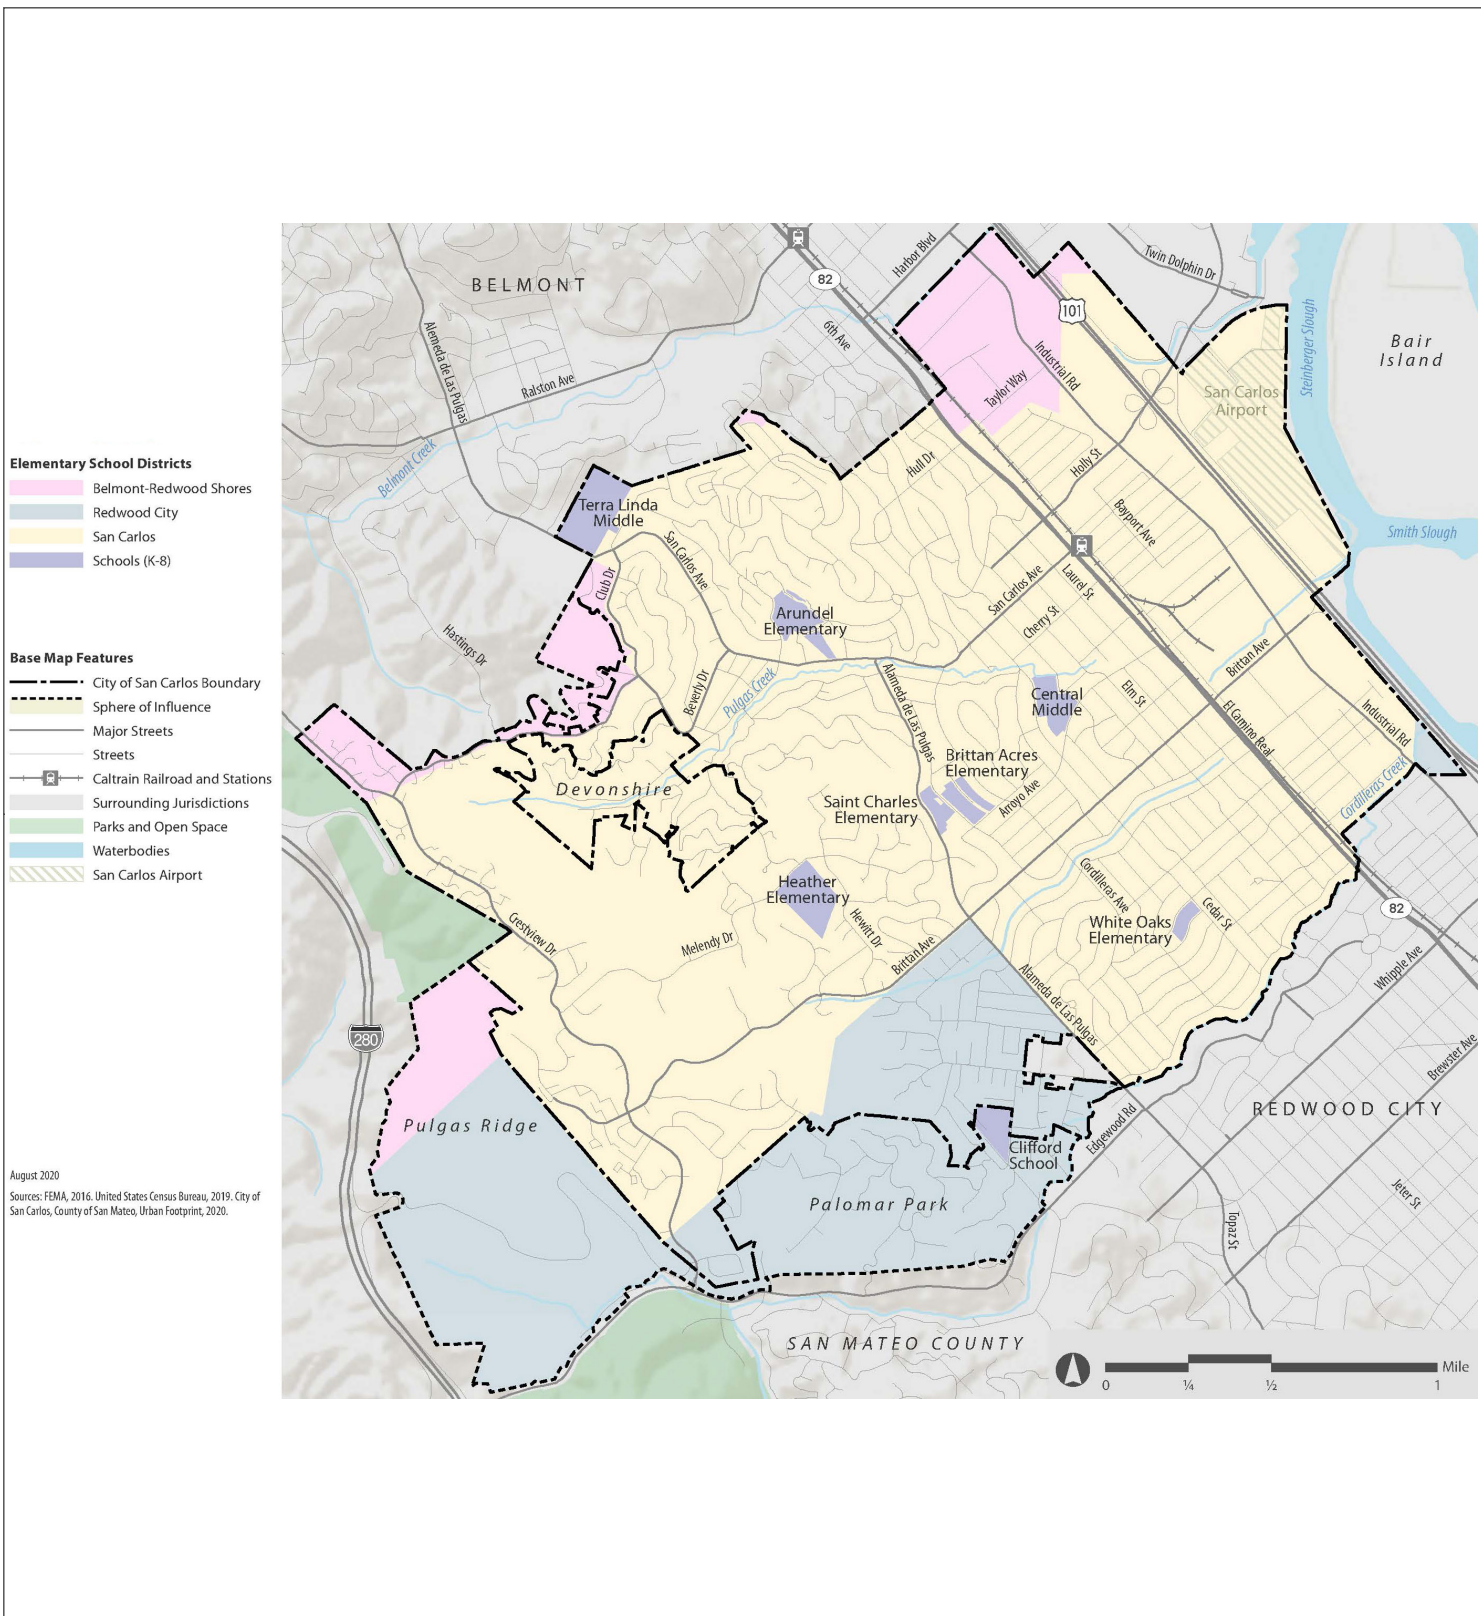 Elementary School Districts
Belmont-Redwood Shores
Redwood City
San Carlos
Schools (K-8)
Base Map Features
City of San Carlos Boundary
Sphere of Influence
Major Streets
Streets
Caltrain Railroad and Stations
Surrounding Jurisdictions
Parks and Open Space
Waterbodies
San Carlos Airport
August 2020
Sources: FEMA, 2016. United States Census Bureau, 2019. City of
San Carlos, County of San Mateo, Urban Footprint, 2020.
BELMONT
82
Harbor Blvd
Twin Dolphin Dr
101
6th Ave
Alemeda de Las Pulgas
Ralston Ave
Belmont Creek
Industrial Rd
Taylor Way
Steinberger Slough
Bair
Island
San Carlos
Airport
Hull Dr
Holly St
Bayport Ave
Smith Slough
Terra Linda
Middle
San Carlos Ave
Club Dr
Hastings Dr
Arundel
Elementary
San Carlos Ave
Laurel St
Cherry St
Brittan Ave
Beverly Dr
Pulgas Creek
Alameda de Las Pulgas
Central
Middle
Elm St
El Camino Real
Industrial Rd
Devonshire
Brittan Acres
Elementary
Saint Charles
Elementary
Arroyo Ave
Cordilleras Creek
Heather
Elementary
Hewitt Dr
Cordilleras Ave
Cedar St
White Oaks
Elementary
82
Crestview Dr
Melendy Dr
Brittan Ave
Whipple Ave
Alameda de Las Pulgas
280
Brewster Ave
Pulgas Ridge
REDWOOD CITY
Edgewood Rd
Clifford
School
Palomar Park
Jeter St
Topaz St
SAN MATEO COUNTY
Mile
0 ¼ ½ 1